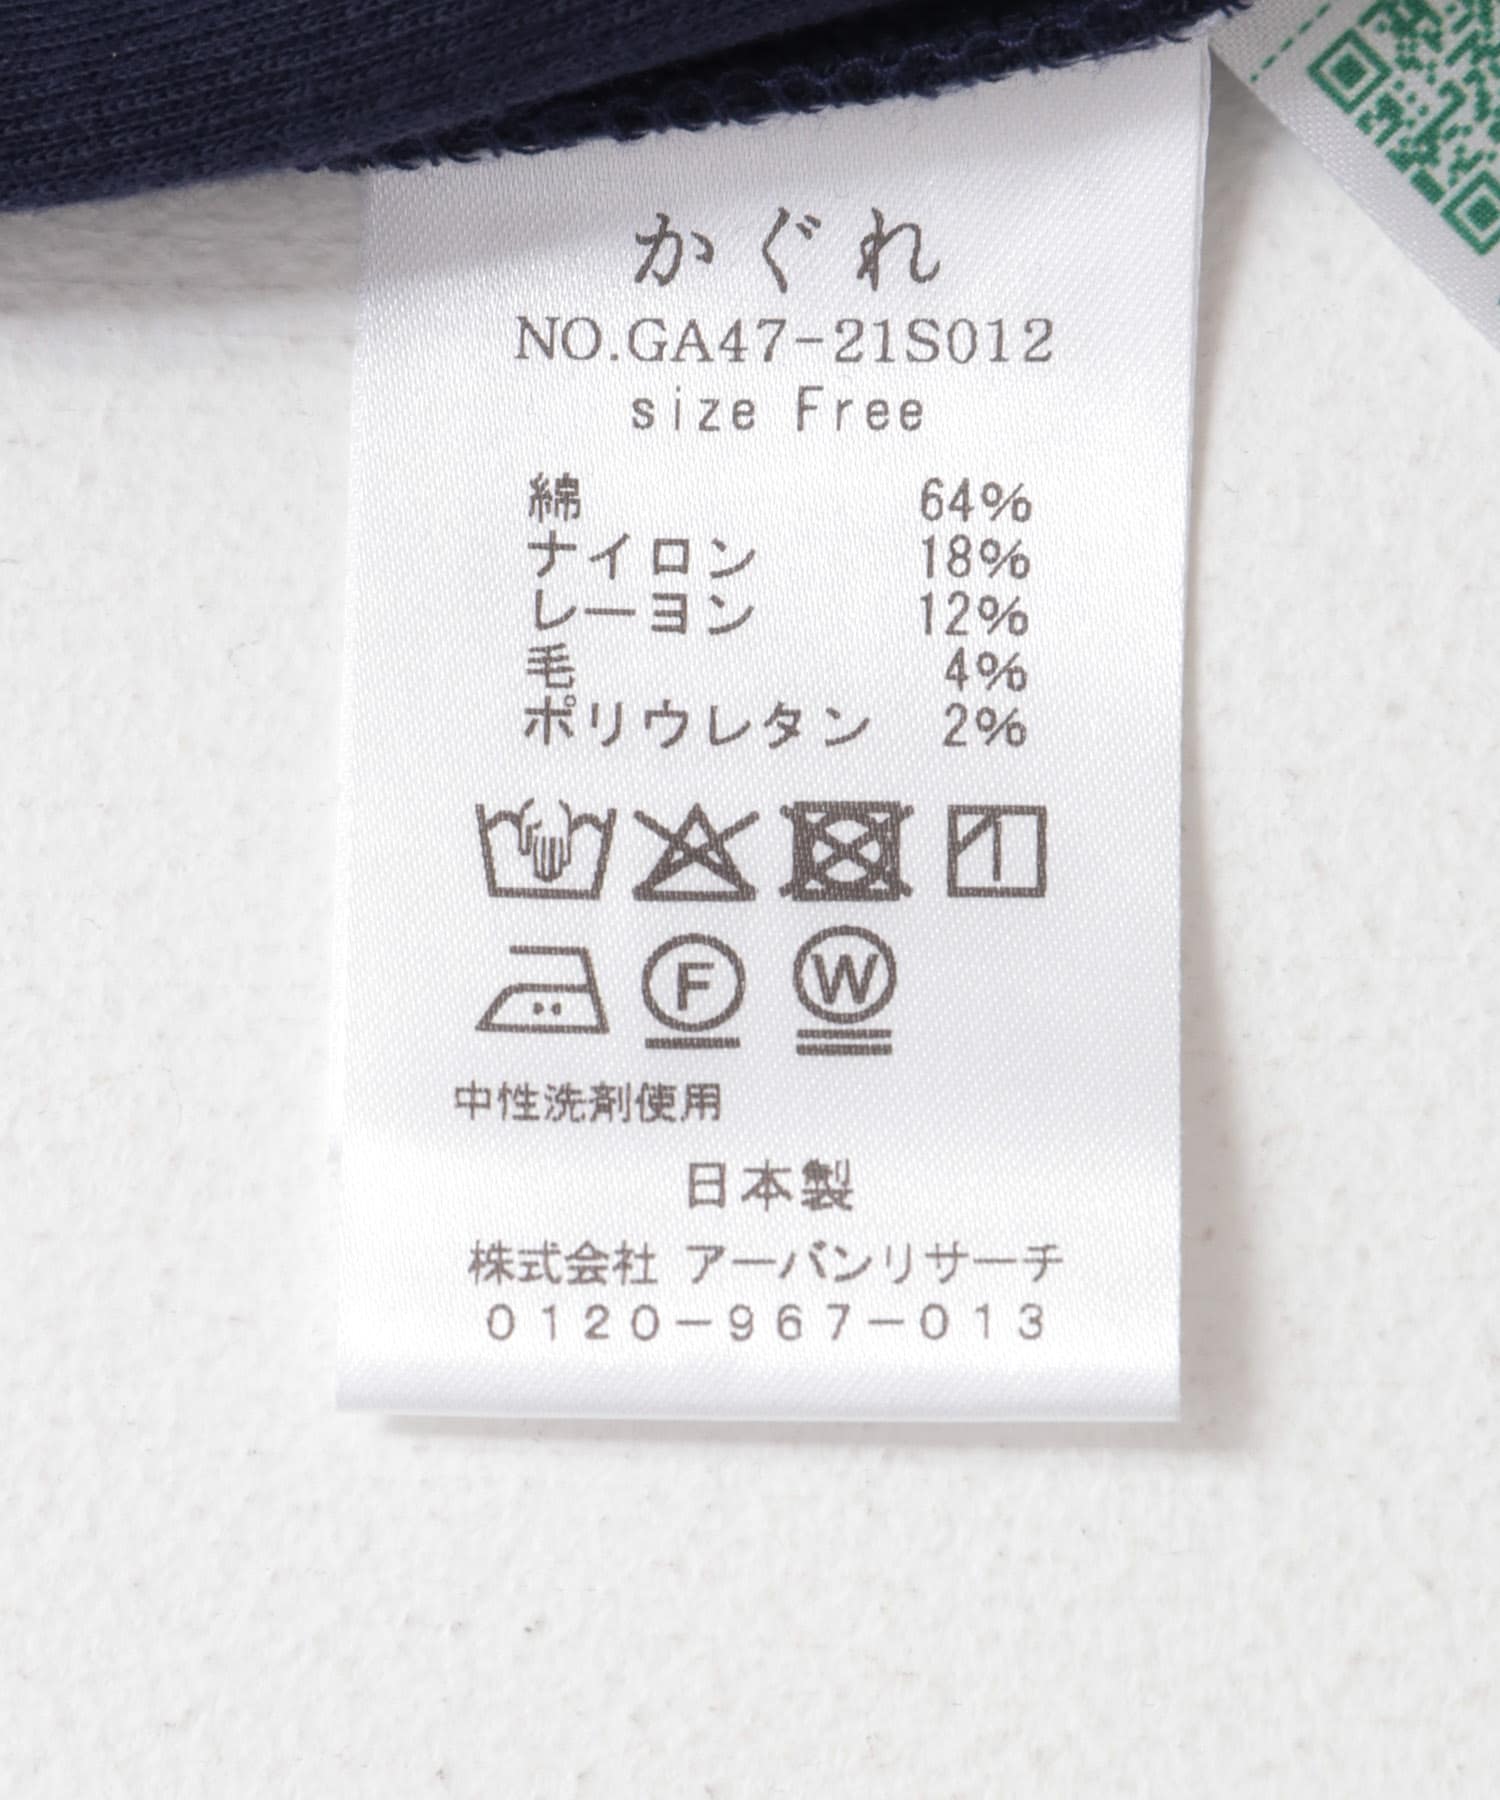 かぐれ
NO.GA47-21S012
size Free
綿 64%
ナイロン 18%
レーヨン 12%
毛 4%
ポリウレタン 2%
F W
中性洗剤使用
日本製
株式会社 アーバンリサーチ
0120-967-013